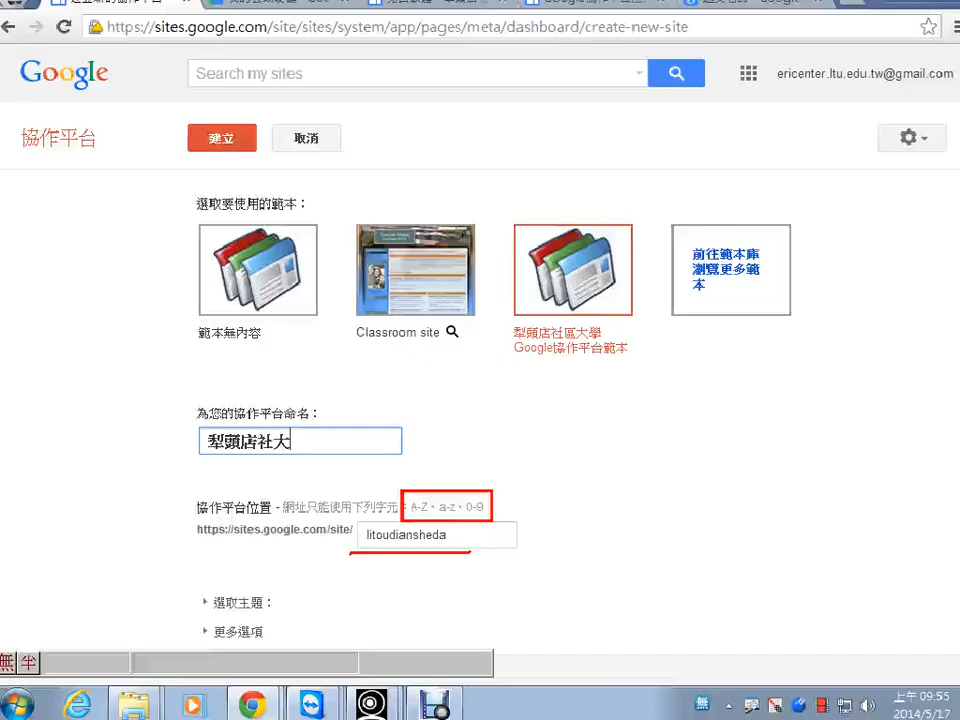 https://sites.google.com/site/sites/system/app/pages/meta/dashboard/create-new-site
Google
Search my sites
ericenter.ltu.edu.tw@gmail.com
協作平台
建立
取消
選取要使用的範本：
前往範本庫
瀏覽更多範
本
範本無內容
Classroom site
犁頭店社區大學
Google協作平台範本
為您的協作平台命名：
犁頭店社大
協作平台位置 - 網址只能使用下列字元：A-Z、a-z、0-9
https://sites.google.com/site/
litoudiansheda
選取主題：
更多選項
無
半
無
上午 09:55
2014/5/17